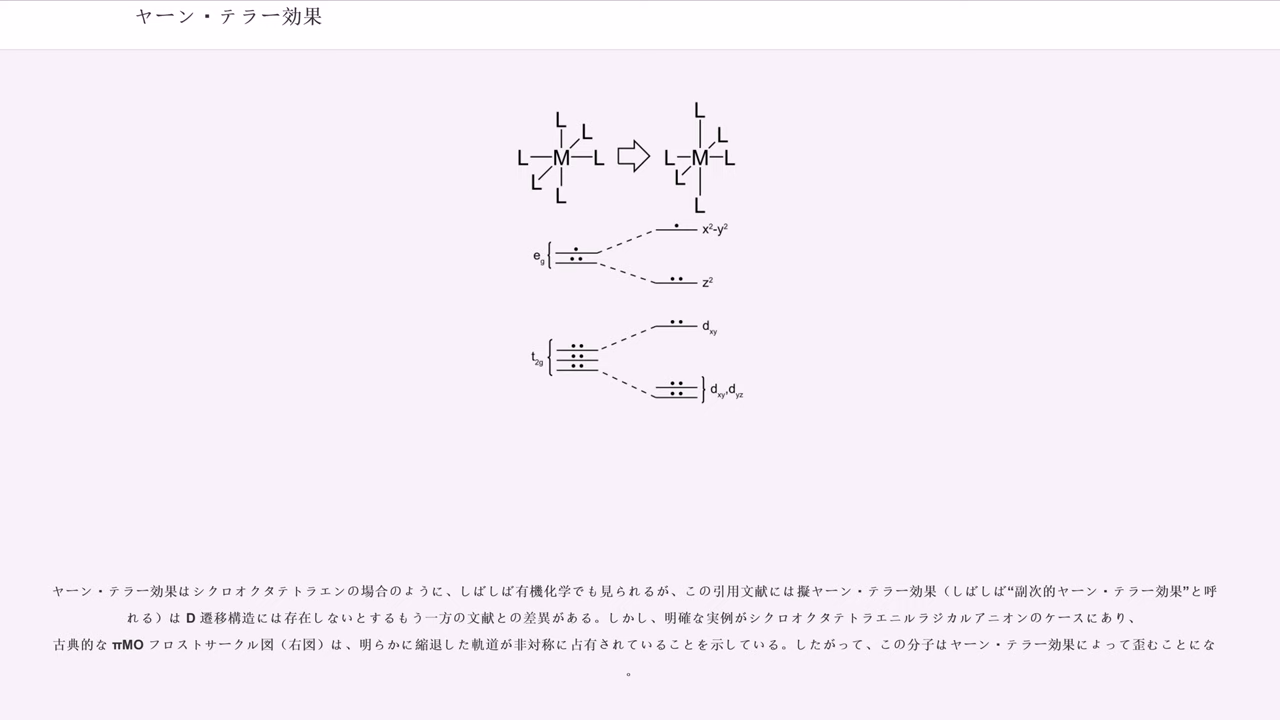 ヤーン・テラー効果
L L
L L
L M L L M L
L L
L L
x²-y²
e_g
z²
d_xy
t_2g
d_xy,d_yz
ヤーン・テラー効果はシクロオクタテトラエンの場合のように、しばしば有機化学でも見られるが、この引用文献には擬ヤーン・テラー効果（しばしば“副次的ヤーン・テラー効果”と呼
れる）は D 遷移構造には存在しないとするもう一方の文献との差異がある。しかし、明確な実例がシクロオクタテトラエニルラジカルアニオンのケースにあり、
古典的な πMO フロストサークル図（右図）は、明らかに縮退した軌道が非対称に占有されていることを示している。したがって、この分子はヤーン・テラー効果によって歪むことにな
。